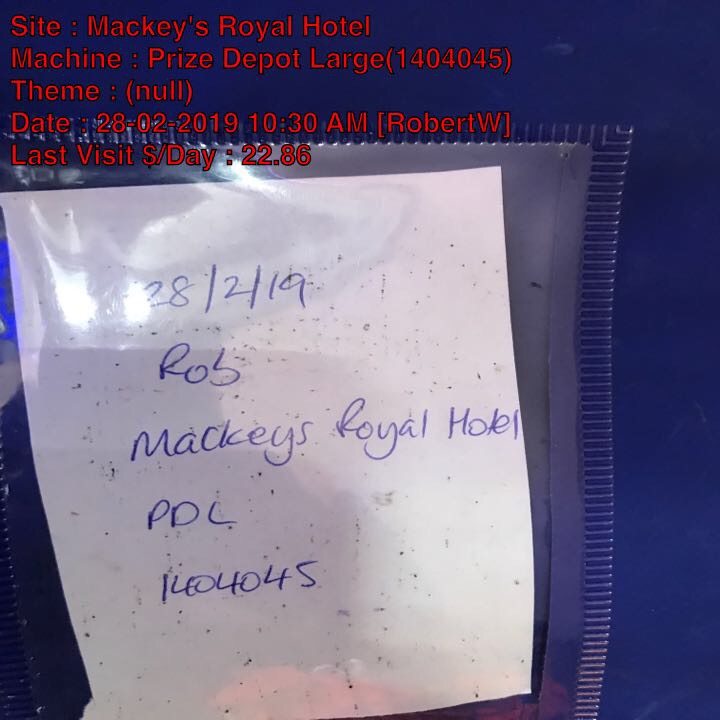 Site : Mackey's Royal Hotel
Machine : Prize Depot Large(1404045)
Theme : (null)
Date : 28-02-2019 10:30 AM [RobertW]
Last Visit $/Day : 22.86
28/2/19
Rob
Mackeys Royal Hotel
PDL
1404045